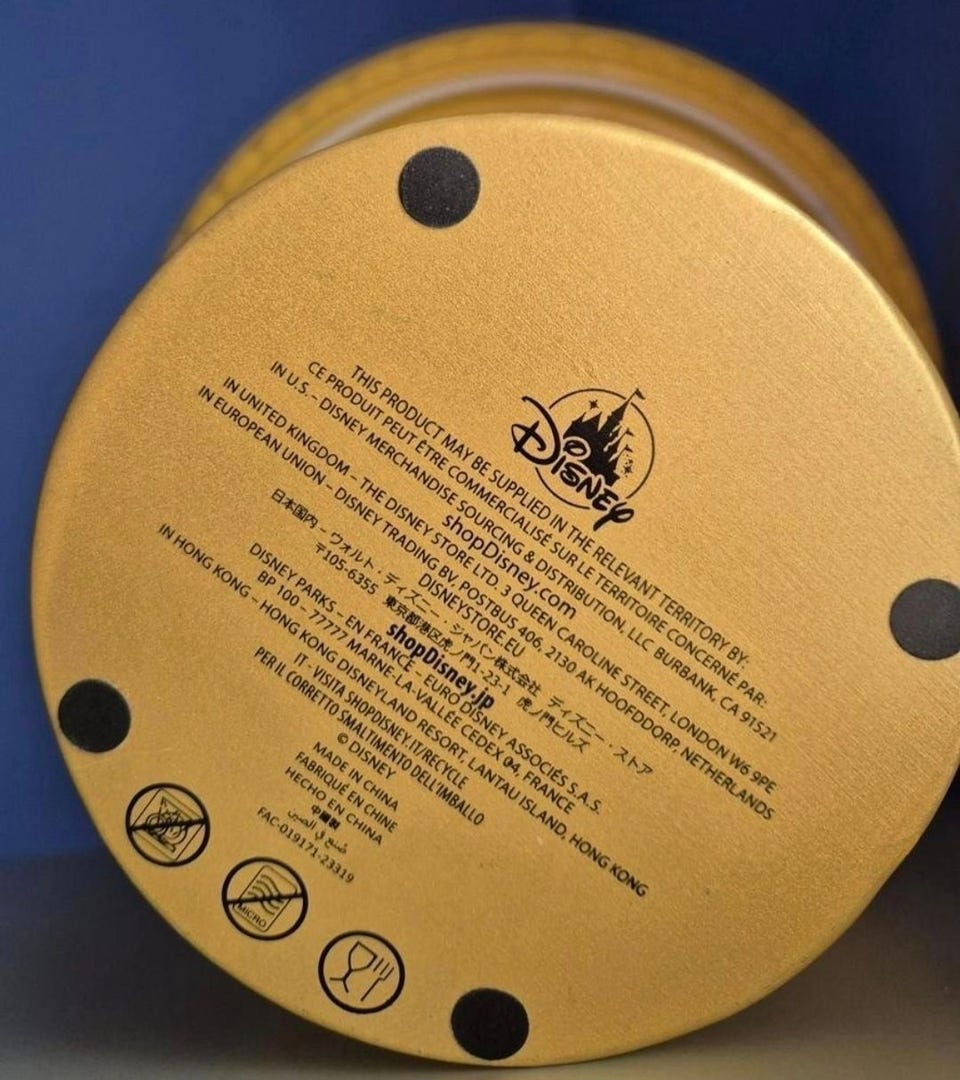 Disney
THIS PRODUCT MAY BE SUPPLIED IN THE RELEVANT TERRITORY BY:
CE PRODUIT PEUT ÊTRE COMMERCIALISÉ SUR LE TERRITOIRE CONCERNÉ PAR:
IN U.S. – DISNEY MERCHANDISE SOURCING & DISTRIBUTION, LLC BURBANK, CA 91521
shopDisney.com
IN UNITED KINGDOM – THE DISNEY STORE LTD. 3 QUEEN CAROLINE STREET, LONDON W6 9PE
IN EUROPEAN UNION – DISNEY TRADING BV, POSTBUS 406, 2130 AK HOOFDDORP, NETHERLANDS
DISNEYSTORE.EU
日本国内 – ウォルト・ディズニー・ジャパン株式会社 ディズニー・ストア
〒105-6355 東京都港区虎ノ門1-23-1 虎ノ門ヒルズ
shopDisney.jp
DISNEY PARKS – EN FRANCE – EURO DISNEY ASSOCIÉS S.A.S.
BP 100 – 77777 MARNE-LA-VALLÉE CEDEX 04, FRANCE
IN HONG KONG – HONG KONG DISNEYLAND RESORT, LANTAU ISLAND, HONG KONG
IT - VISITA SHOPDISNEY.IT/RECYCLE
PER IL CORRETTO SMALTIMENTO DELL'IMBALLO
© DISNEY
MADE IN CHINA
FABRIQUÉ EN CHINE
HECHO EN CHINA
中國製
صُنع في الصين
FAC-019171-23319
MICRO